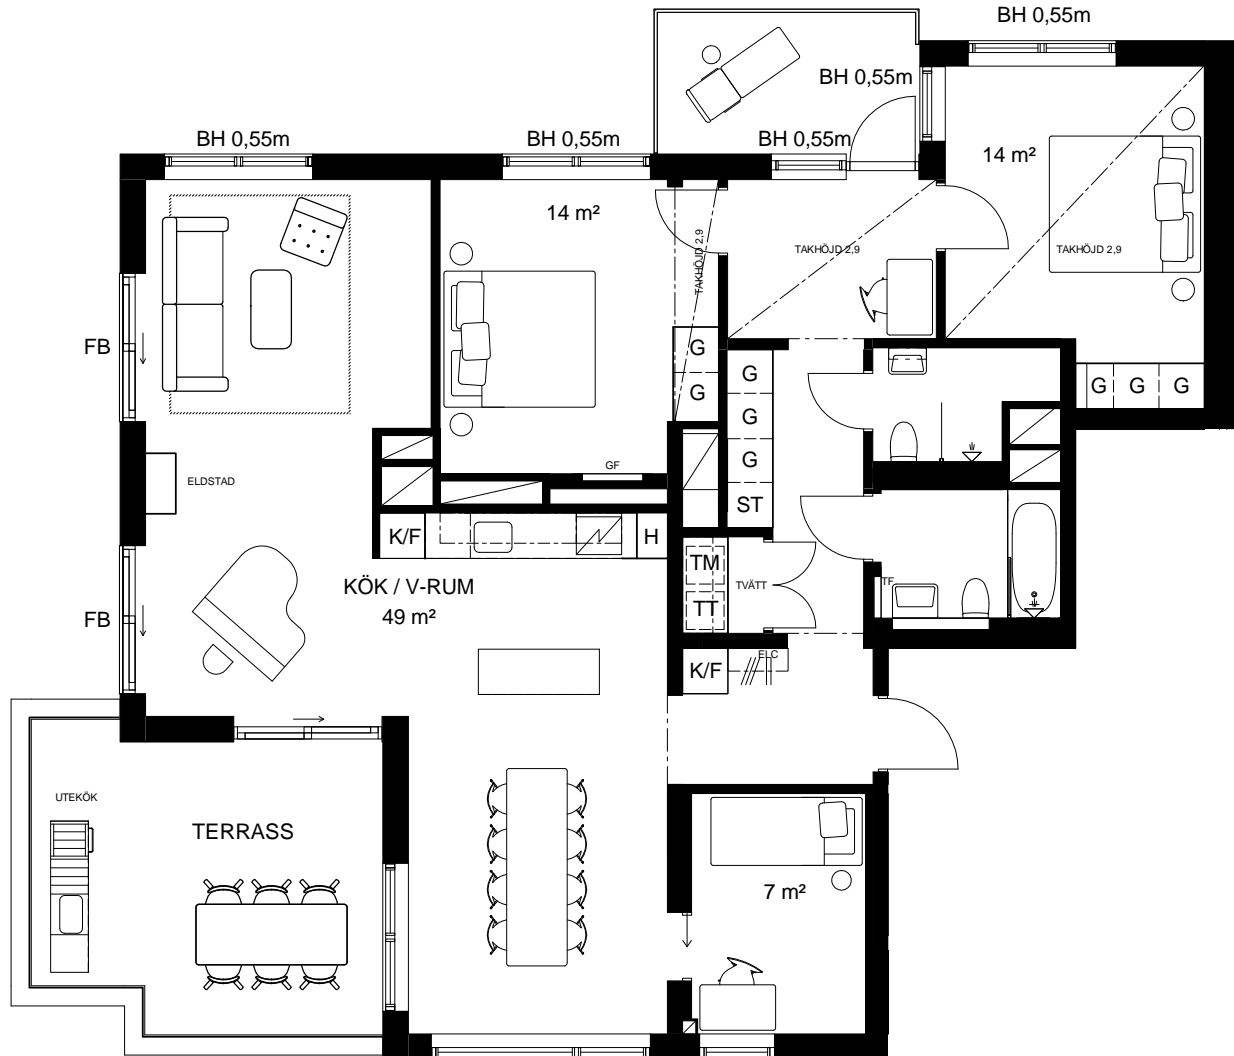 BH 0,55m
BH 0,55m
BH 0,55m
BH 0,55m
BH 0,55m
14 m²
14 m²
TAKHÖJD 2,9
TAKHÖJD 2,9
TAKHÖJD 2,9
FB
G
G
G
G
G
G
G
G
ST
GF
ELDSTAD
K/F
H
TM
TT
TVÄTT
TF
KÖK / V-RUM
49 m²
FB
ELC
K/F
UTEKÖK
TERRASS
7 m²